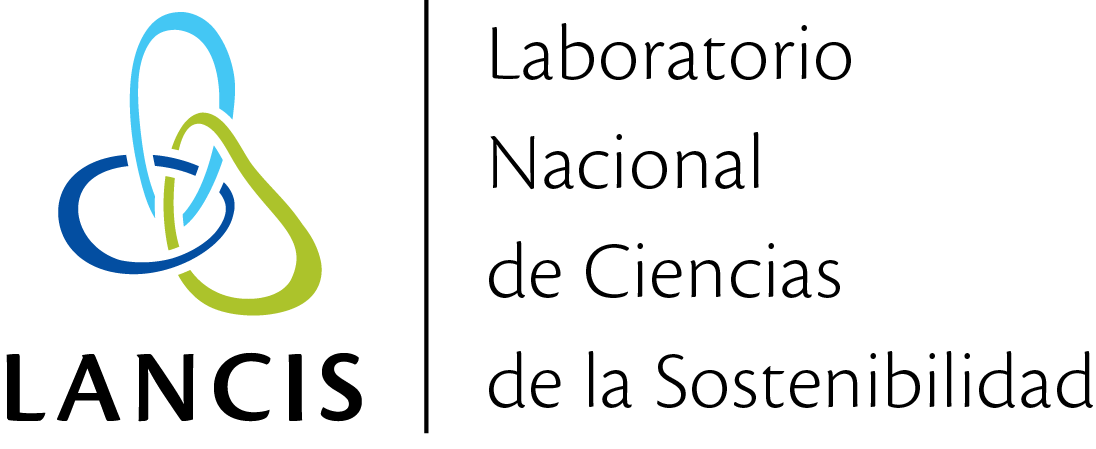 LANCIS
Laboratorio
Nacional
de Ciencias
de la Sostenibilidad